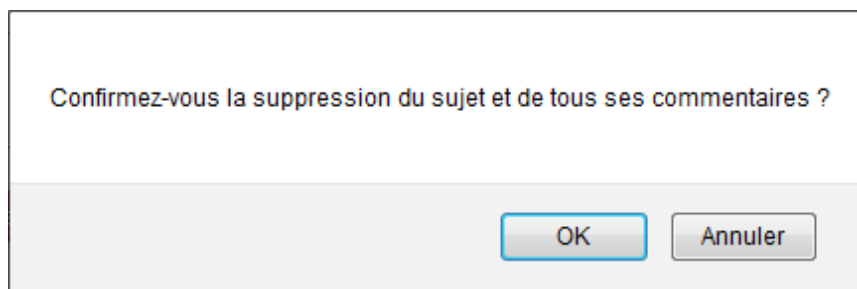 Confirmez-vous la suppression du sujet et de tous ses commentaires ?
OK
Annuler